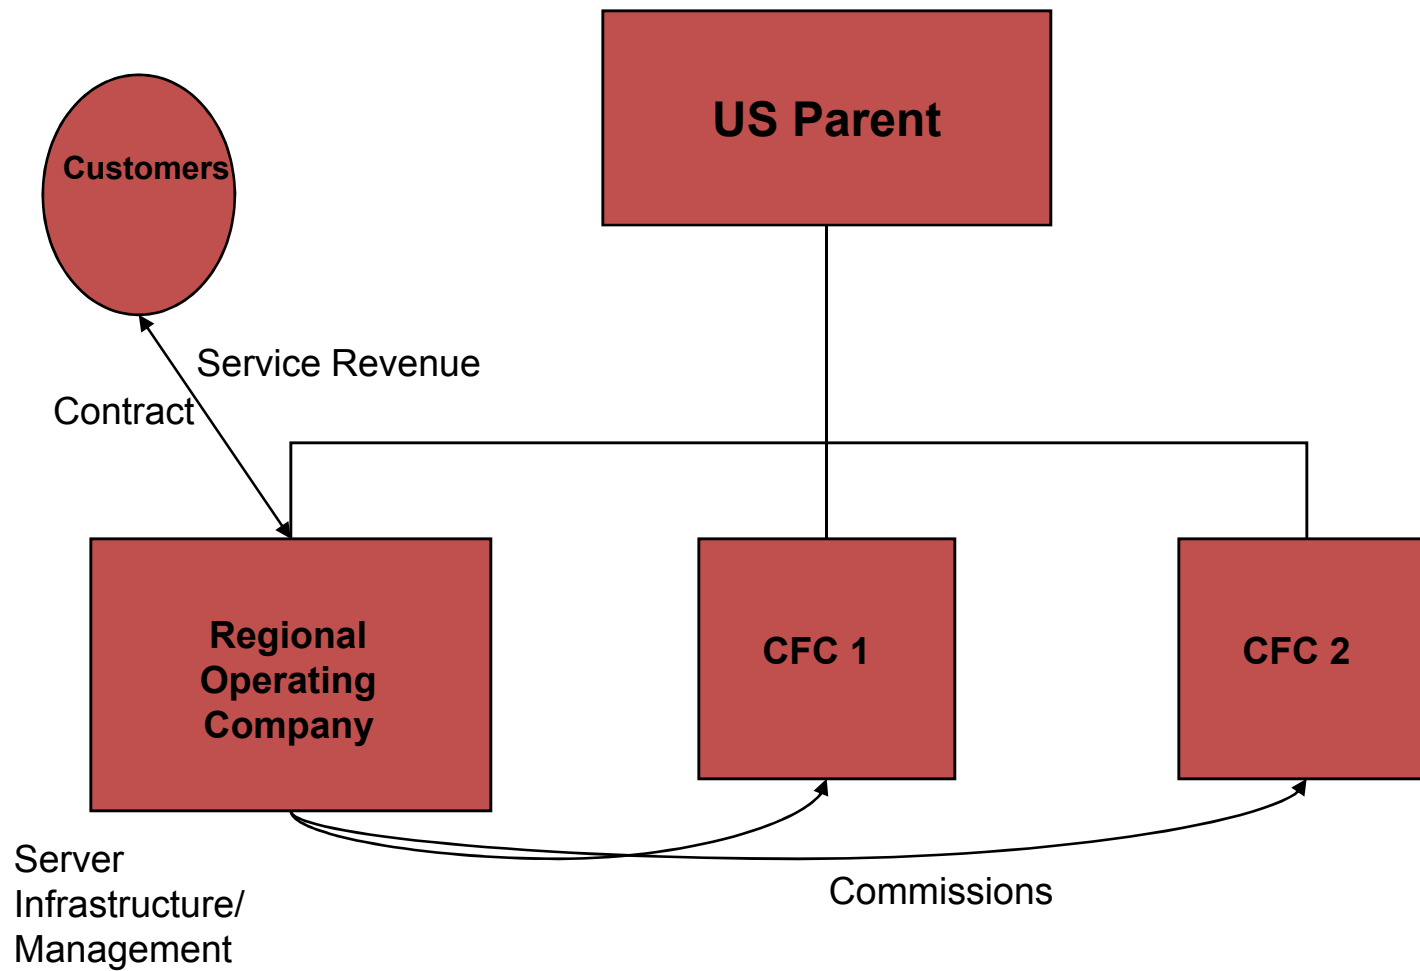 US Parent
Customers
Service Revenue
Contract
Regional
Operating
Company
CFC 1
CFC 2
Server
Infrastructure/
Management
Commissions